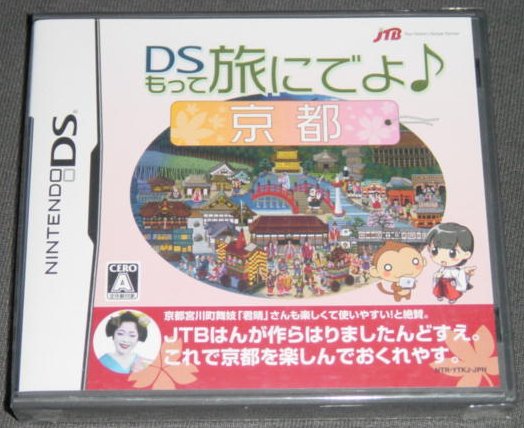 JTB
DS
もって旅にでよ♪
京都
NINTENDO DS
CERO
A
京都宮川町舞妓「君晴」さんも楽しくて使いやすい!と絶賛。
JTBはんが作らはりましたんどすえ。
これで京都を楽しんでおくれやす。
NTR-YTKJ-JPN